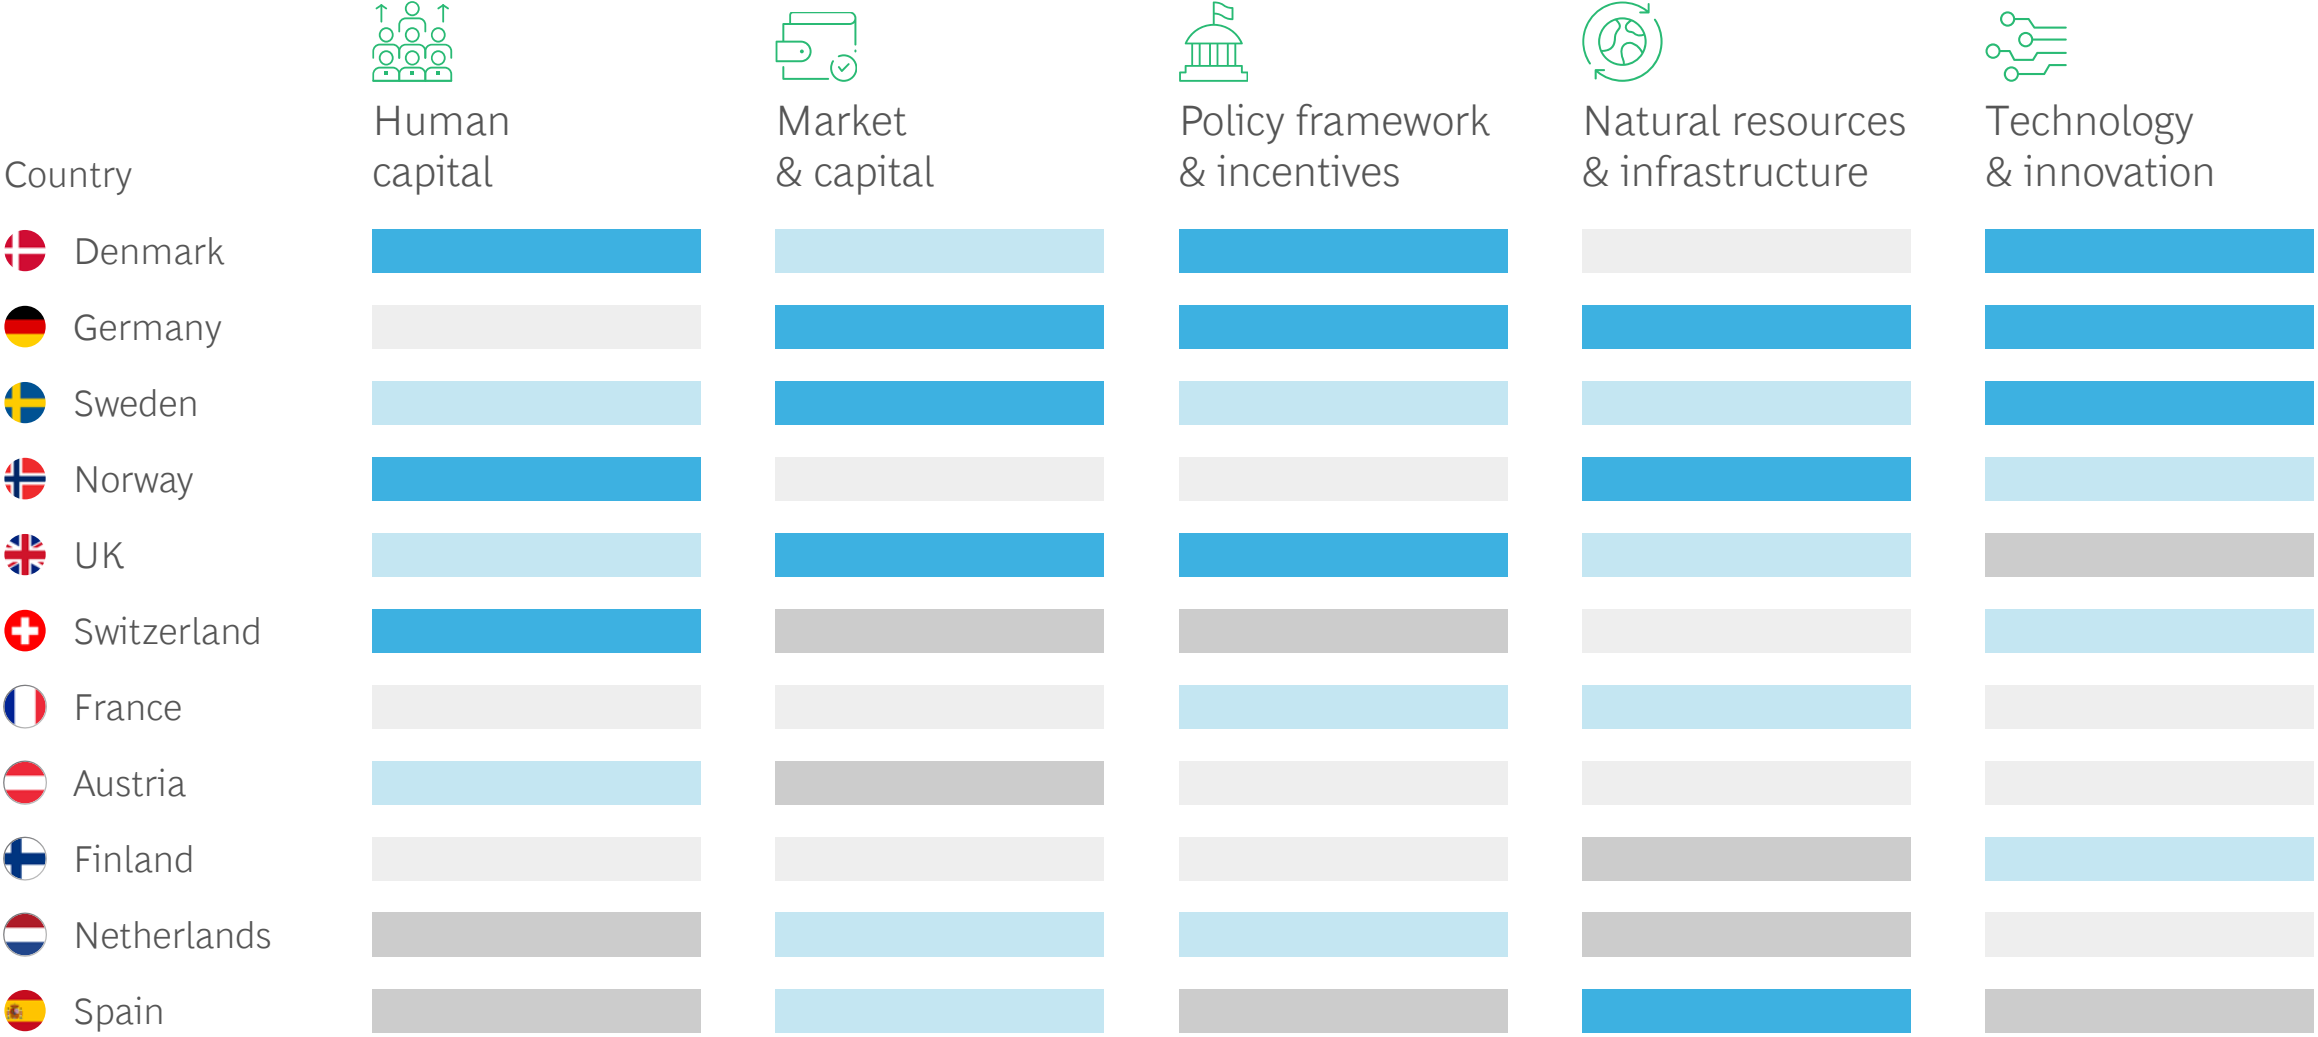 Human
capital
Market
& capital
Policy framework
& incentives
Natural resources
& infrastructure
Technology
& innovation
Country
Denmark
Germany
Sweden
Norway
UK
Switzerland
France
Austria
Finland
Netherlands
Spain